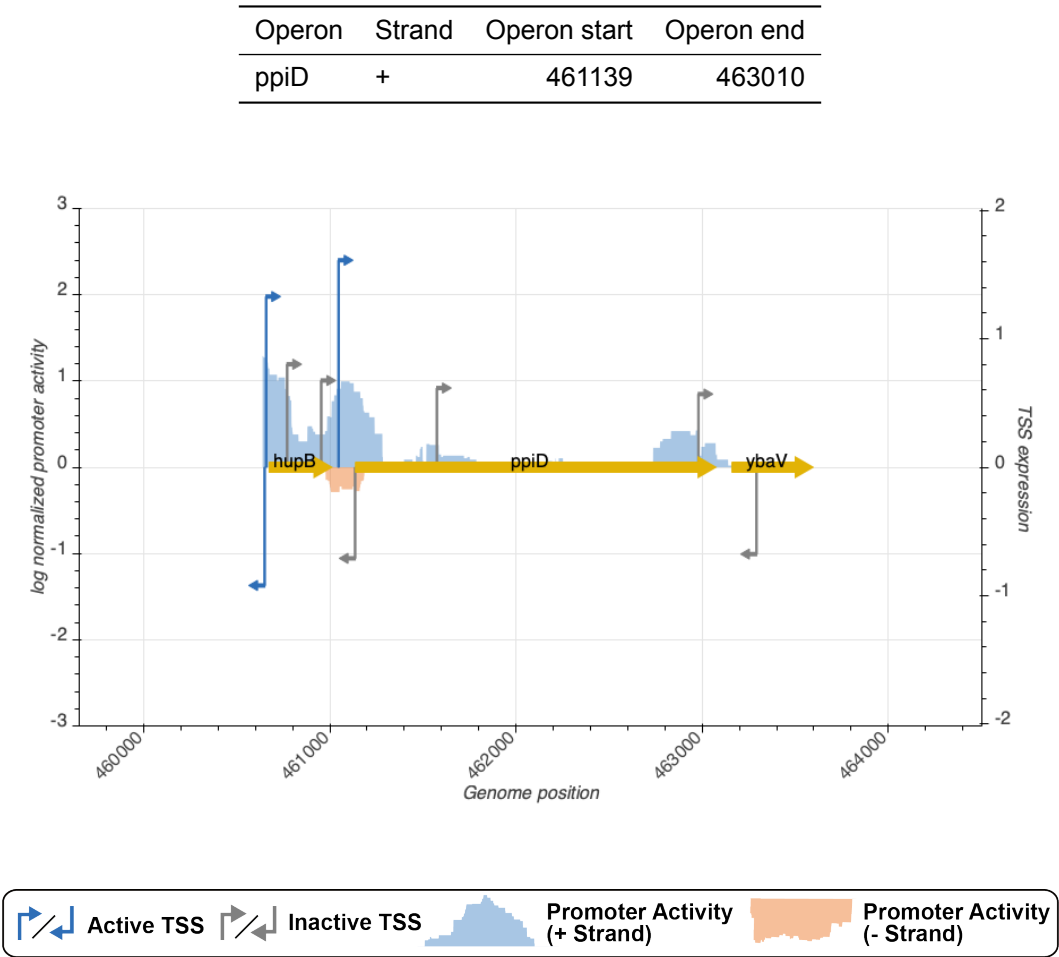 Operon Strand Operon start Operon end
ppiD + 461139 463010
3
2
1
0
-1
-2
-3
log normalized promoter activity
2
1
0
-1
-2
TSS expression
hupB
ppiD
ybaV
460000
461000
462000
463000
464000
Genome position
Active TSS
Inactive TSS
Promoter Activity
(+ Strand)
Promoter Activity
(- Strand)